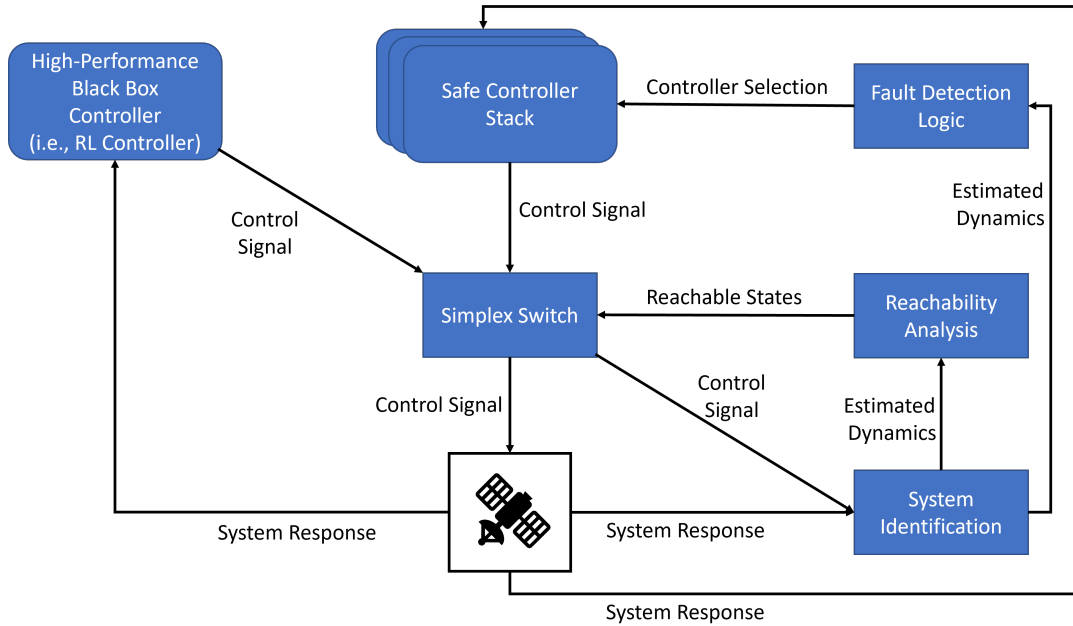 High-Performance
Black Box
Controller
(i.e., RL Controller)
Safe Controller
Stack
Controller Selection
Fault Detection
Logic
Control
Signal
Control Signal
Estimated
Dynamics
Simplex Switch
Reachable States
Reachability
Analysis
Control Signal
Control
Signal
Estimated
Dynamics
System Response
System Response
System
Identification
System Response